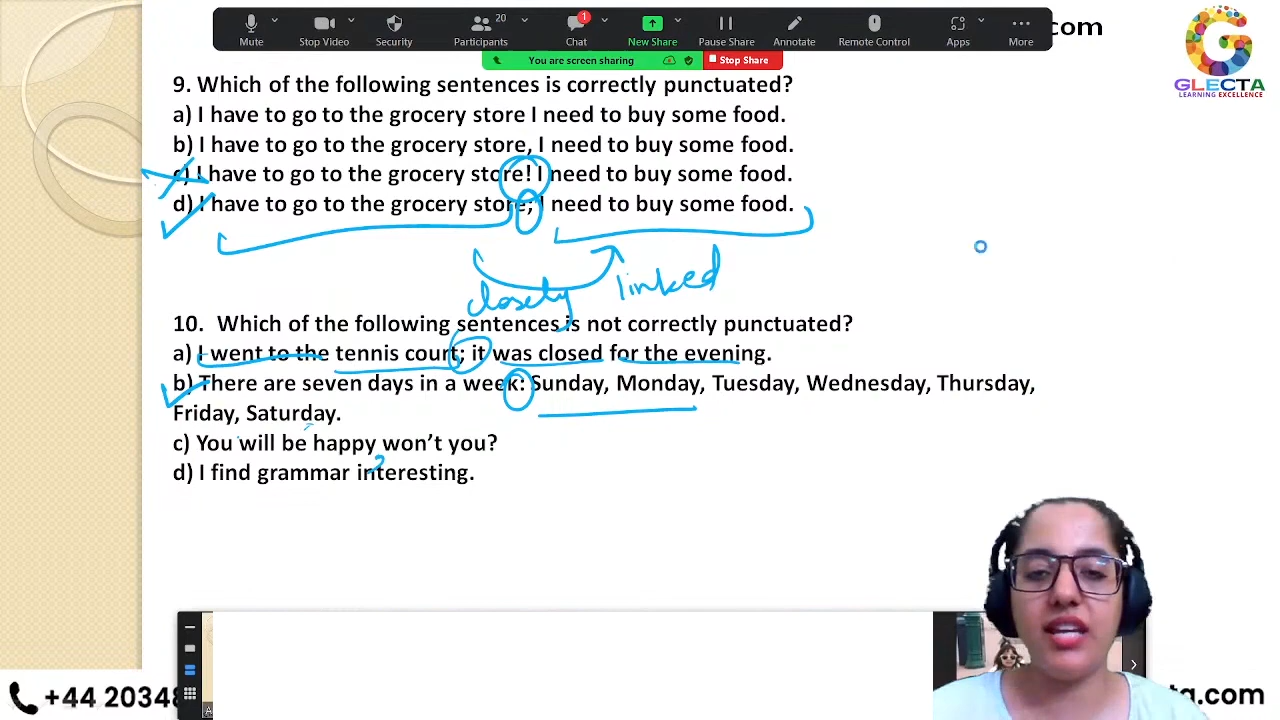 Mute
Stop Video
Security
Participants
20
Chat
1
New Share
Pause Share
Annotate
Remote Control
Apps
More
com
You are screen sharing
Stop Share
GLECTA
LEARNING EXCELLENCE
9. Which of the following sentences is correctly punctuated?
a) I have to go to the grocery store I need to buy some food.
b) I have to go to the grocery store, I need to buy some food.
c) I have to go to the grocery store! I need to buy some food.
d) I have to go to the grocery store; I need to buy some food.
closely linked
10. Which of the following sentences is not correctly punctuated?
a) I went to the tennis court; it was closed for the evening.
b) There are seven days in a week: Sunday, Monday, Tuesday, Wednesday, Thursday,
Friday, Saturday.
c) You will be happy won’t you?
d) I find grammar interesting.
+44 20348
ta.com